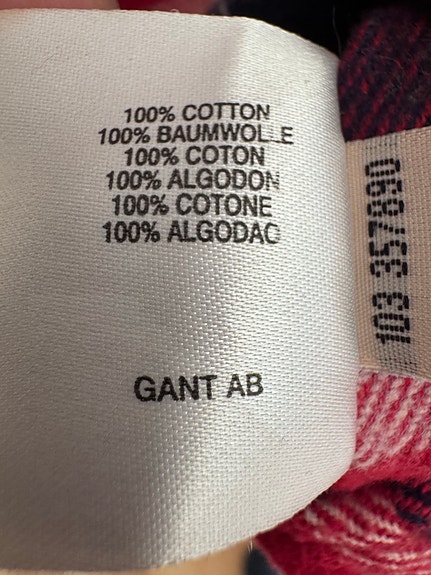 100% COTTON
100% BAUMWOLLE
100% COTON
100% ALGODON
100% COTONE
100% ALGODAO
GANT AB
103 357890